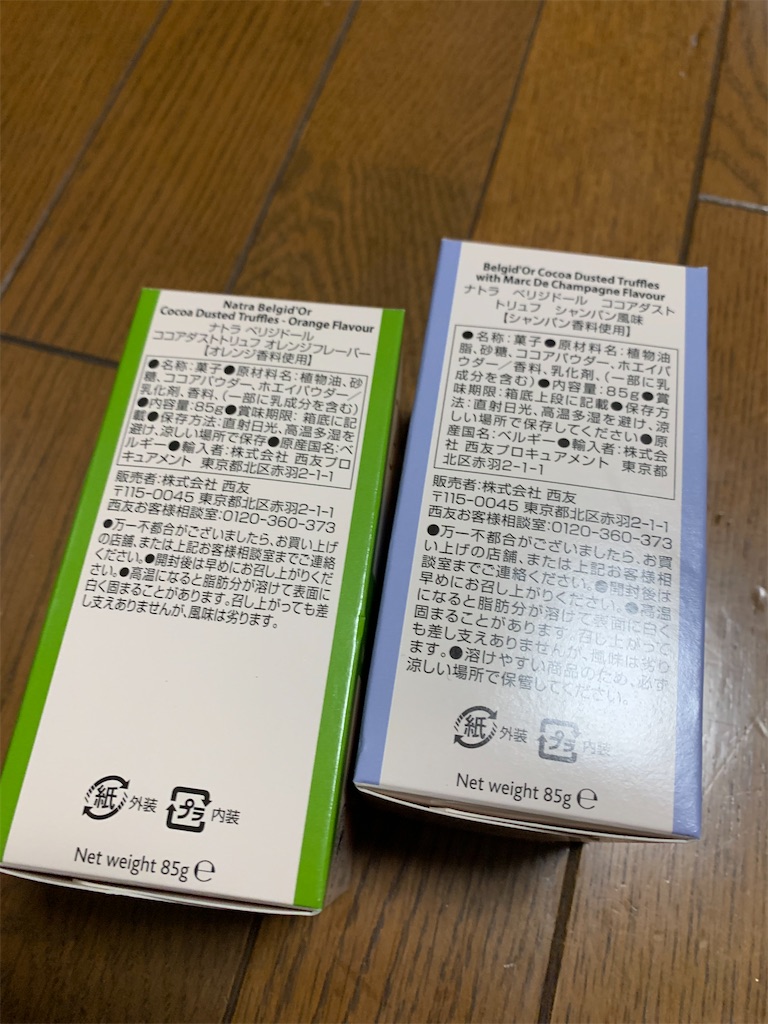 Natra Belgid'Or
Cocoa Dusted Truffles - Orange Flavour
ナトラ ベリジドール
ココアダストトリュフ オレンジフレーバー
【オレンジ香料使用】
●名称:菓子●原材料名:植物油、砂
糖、ココアパウダー、ホエイパウダー/
乳化剤、香料、(一部に乳成分を含む)
●内容量:85g●賞味期限: 箱底に記
載●保存方法:直射日光、高温多湿を
避け、涼しい場所で保存●原産国名:ベ
ルギー●輸入者:株式会社 西友プロ
キュアメント 東京都北区赤羽2-1-1
販売者:株式会社 西友
〒115-0045 東京都北区赤羽2-1-1
西友お客様相談室:0120-360-373
●万一不都合がございましたら、お買い上げ
の店舗、または上記お客様相談室までご連絡
ください。●開封後は早めにお召し上がりくだ
さい。●高温になると脂肪分が溶けて表面に
白く固まることがあります。召し上がっても差
し支えありませんが、風味は劣ります。
紙 外装 プラ 内装
Net weight 85g ℮
Belgid'Or Cocoa Dusted Truffles
with Marc De Champagne Flavour
ナトラ ベリジドール ココアダスト
トリュフ シャンパン風味
【シャンパン香料使用】
●名称:菓子●原材料名:植物油
脂、砂糖、ココアパウダー、ホエイパ
ウダー/香料、乳化剤、(一部に乳
成分を含む)●内容量:85g●賞
味期限:箱底上段に記載●保存方
法:直射日光、高温多湿を避け、涼
しい場所で保存してください●原
産国名:ベルギー●輸入者:株式会
社 西友プロキュアメント 東京都
北区赤羽2-1-1
販売者:株式会社 西友
〒115-0045 東京都北区赤羽2-1-1
西友お客様相談室:0120-360-373
●万一不都合がございましたら、お買
い上げの店舗、または上記お客様相
談室までご連絡ください。●開封後は
早めにお召し上がりください。●高温
になると脂肪分が溶けて表面に白く
固まることがあります。召し上がって
も差し支えありませんが、風味は劣り
ます。●溶けやすい商品のため、必ず
涼しい場所で保管してください。
紙 外装 プラ 内装
Net weight 85g ℮